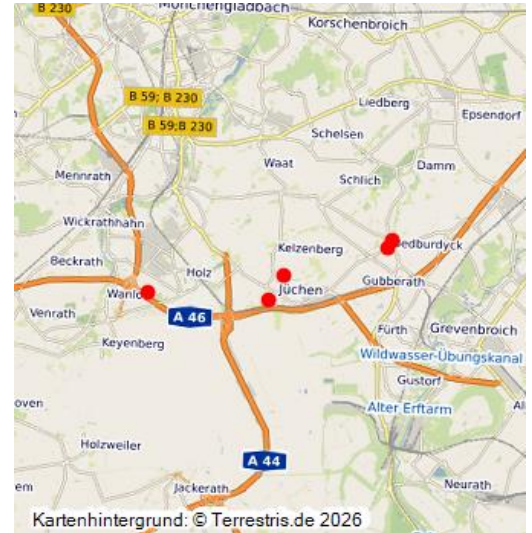 B 230
Mönchengladbach
Korschenbroich
B 59; B 230
Liedberg
Epsendorf
B 59;B 230
Schelsen
Waat
Damm
Mennrath
Schlich
Wickrathhahn
Kelzenberg
Bedburdyck
Beckrath
Holz
Gubberath
Jüchen
Wanlo
Venrath
A 46
Fürth
Grevenbroich
Keyenberg
Wildwasser-Übungskanal
Gustorf
Alter Erftarm
Holzweiler
A 44
Neurath
Jackerath
Kartenhintergrund: © Terrestris.de 2026